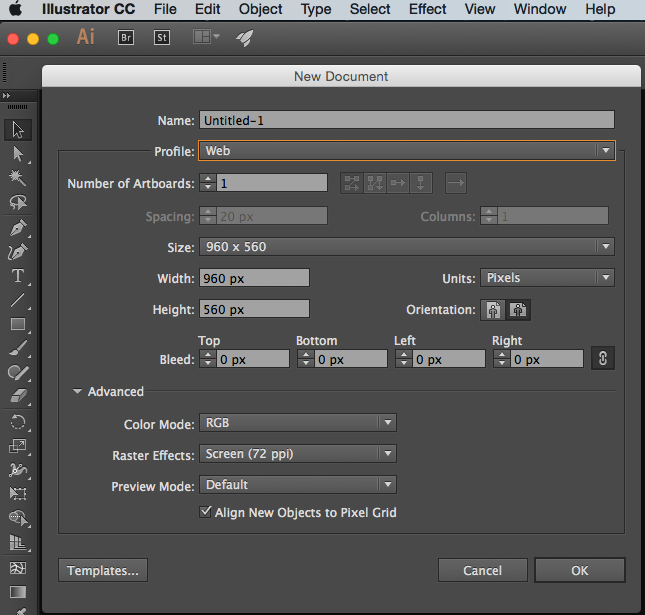 Illustrator CC File Edit Object Type Select Effect View Window Help
Ai Br St
New Document
Name: Untitled-1
Profile: Web
Number of Artboards: 1
Spacing: 20 px Columns: 1
Size: 960 x 560
Width: 960 px Units: Pixels
Height: 560 px Orientation:
Top Bottom Left Right
Bleed: 0 px 0 px 0 px 0 px
Advanced
Color Mode: RGB
Raster Effects: Screen (72 ppi)
Preview Mode: Default
Align New Objects to Pixel Grid
Templates... Cancel OK